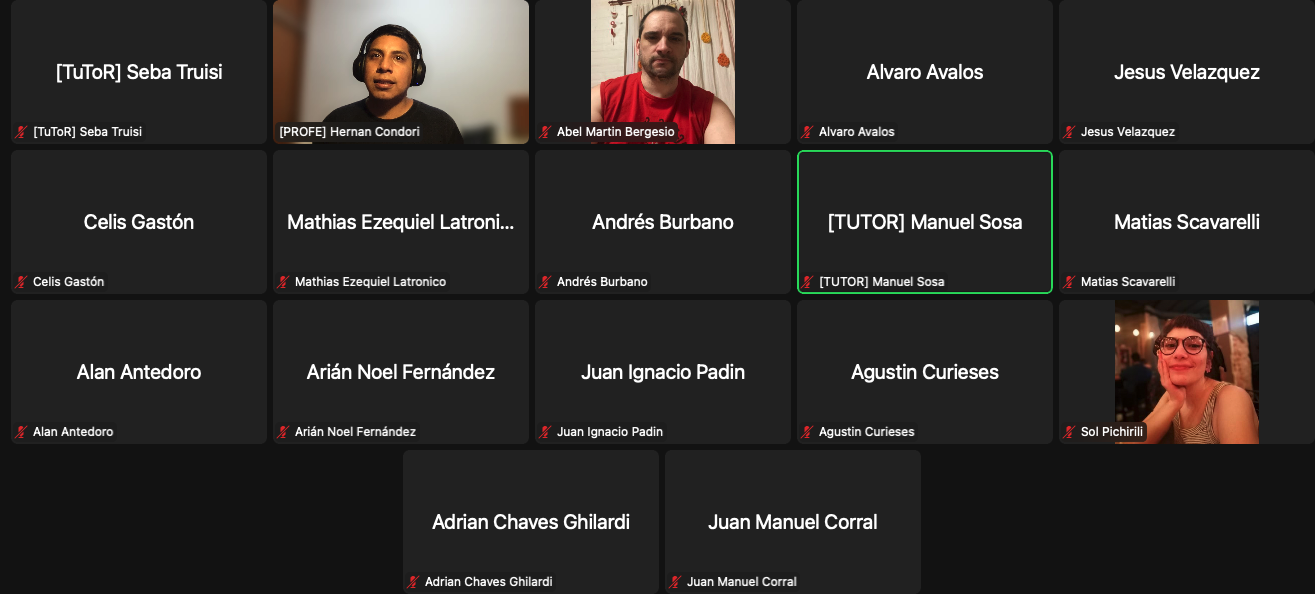 [TuToR] Seba Truisi
[TuToR] Seba Truisi
[PROFE] Hernan Condori
Abel Martin Bergesio
Alvaro Avalos
Alvaro Avalos
Jesus Velazquez
Jesus Velazquez
Celis Gastón
Celis Gastón
Mathias Ezequiel Latroni...
Mathias Ezequiel Latronico
Andrés Burbano
Andrés Burbano
[TUTOR] Manuel Sosa
[TUTOR] Manuel Sosa
Matias Scavarelli
Matias Scavarelli
Alan Antedoro
Alan Antedoro
Arián Noel Fernández
Arián Noel Fernández
Juan Ignacio Padin
Juan Ignacio Padin
Agustin Curieses
Agustin Curieses
Sol Pichirili
Adrian Chaves Ghilardi
Adrian Chaves Ghilardi
Juan Manuel Corral
Juan Manuel Corral